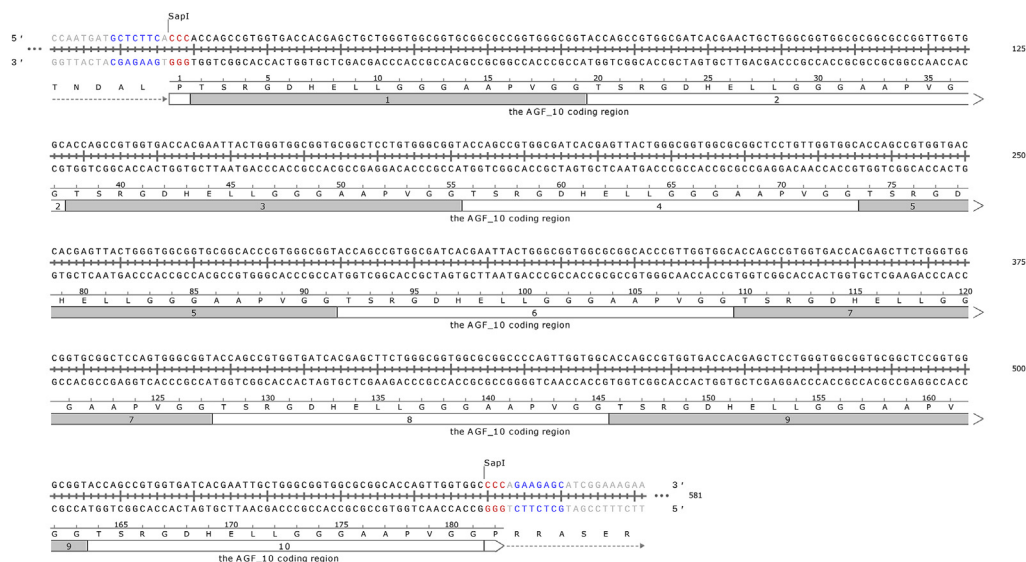 SapI
5 ' ••• CCAATGATGCTCTTCACCCACCAGCCGTGGTGACCACGAGCTGCTGGGTGGCGGTGCGGCGCCGGTGGGCGGTACCAGCCGTGGCGATCACGAACTGCTGGGCGGTGGCGCGGCGCCGGTTGGTG
125
3 ' GGTTACTACGAGAAGTGGGTGGTCGGCACCACTGGTGCTCGACGACCCACCGCCACGCCGCGGCCACCCGCCATGGTCGGCACCGCTAGTGCTTGACGACCCGCCACCGCGCCGCGGCCAACCAC
1 5 10 15 20 25 30 35
T N D A L P T S R G D H E L L G G G A A P V G G T S R G D H E L L G G G A A P V G
1 2
the AGF_10 coding region
GCACCAGCCGTGGTGACCACGAATTACTGGGTGGCGGTGCGGCTCCTGTGGGCGGTACCAGCCGTGGCGATCACGAGTTACTGGGCGGTGGCGCGGCTCCTGTTGGTGGCACCAGCCGTGGTGAC
250
CGTGGTCGGCACCACTGGTGCTTAATGACCCACCGCCACGCCGAGGACACCCGCCATGGTCGGCACCGCTAGTGCTCAATGACCCGCCACCGCGCCGAGGACAACCACCGTGGTCGGCACCACTG
40 45 50 55 60 65 70 75
G T S R G D H E L L G G G A A P V G G T S R G D H E L L G G G A A P V G G T S R G D
2 3 4 5
the AGF_10 coding region
CACGAGTTACTGGGTGGCGGTGCGGCACCCGTGGGCGGTACCAGCCGTGGCGATCACGAATTACTGGGCGGTGGCGCGGCACCCGTTGGTGGCACCAGCCGTGGTGACCACGAGCTTCTGGGTGG
375
GTGCTCAATGACCCACCGCCACGCCGTGGGCACCCGCCATGGTCGGCACCGCTAGTGCTTAATGACCCGCCACCGCGCCGTGGGCAACCACCGTGGTCGGCACCACTGGTGCTCGAAGACCCACC
80 85 90 95 100 105 110 115 120
H E L L G G G A A P V G G T S R G D H E L L G G G A A P V G G T S R G D H E L L G G
5 6 7
the AGF_10 coding region
CGGTGCGGCTCCAGTGGGCGGTACCAGCCGTGGTGATCACGAGCTTCTGGGCGGTGGCGCGGCCCCAGTTGGTGGCACCAGCCGTGGTGACCACGAGCTCCTGGGTGGCGGTGCGGCTCCGGTGG
500
GCCACGCCGAGGTCACCCGCCATGGTCGGCACCACTAGTGCTCGAAGACCCGCCACCGCGCCGGGGTCAACCACCGTGGTCGGCACCACTGGTGCTCGAGGACCCACCGCCACGCCGAGGCCACC
125 130 135 140 145 150 155 160
G A A P V G G T S R G D H E L L G G G A A P V G G T S R G D H E L L G G G A A P V
7 8 9
the AGF_10 coding region
SapI
GCGGTACCAGCCGTGGTGATCACGAATTGCTGGGCGGTGGCGCGGCACCAGTTGGTGGCCCCAGAAGAGCATCGGAAAGAA 3 '
••• 581
CGCCATGGTCGGCACCACTAGTGCTTAACGACCCGCCACCGCGCCGTGGTCAACCACCGGGGTCTTCTCGTAGCCTTTCTT 5 '
165 170 175 180
G G T S R G D H E L L G G G A A P V G G P R R A S E R
9 10
the AGF_10 coding region